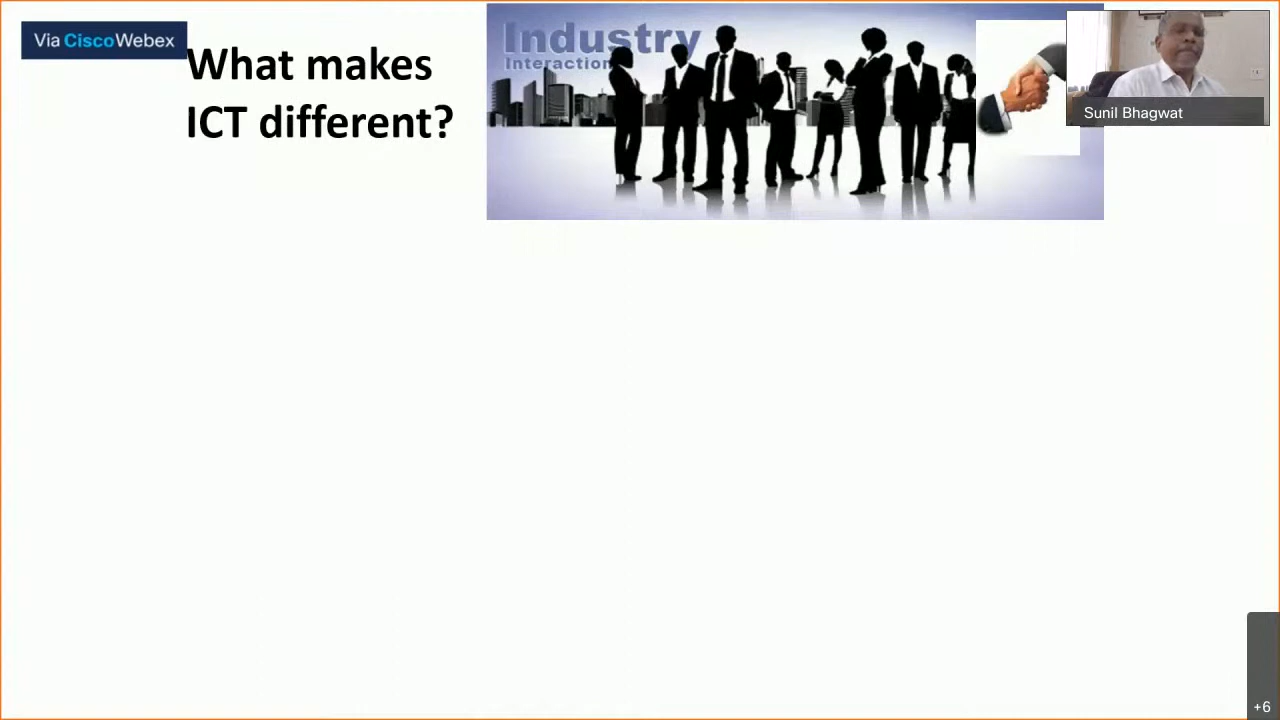 Via CiscoWebex
What makes
ICT different?
Industry
Interaction
Sunil Bhagwat
+6